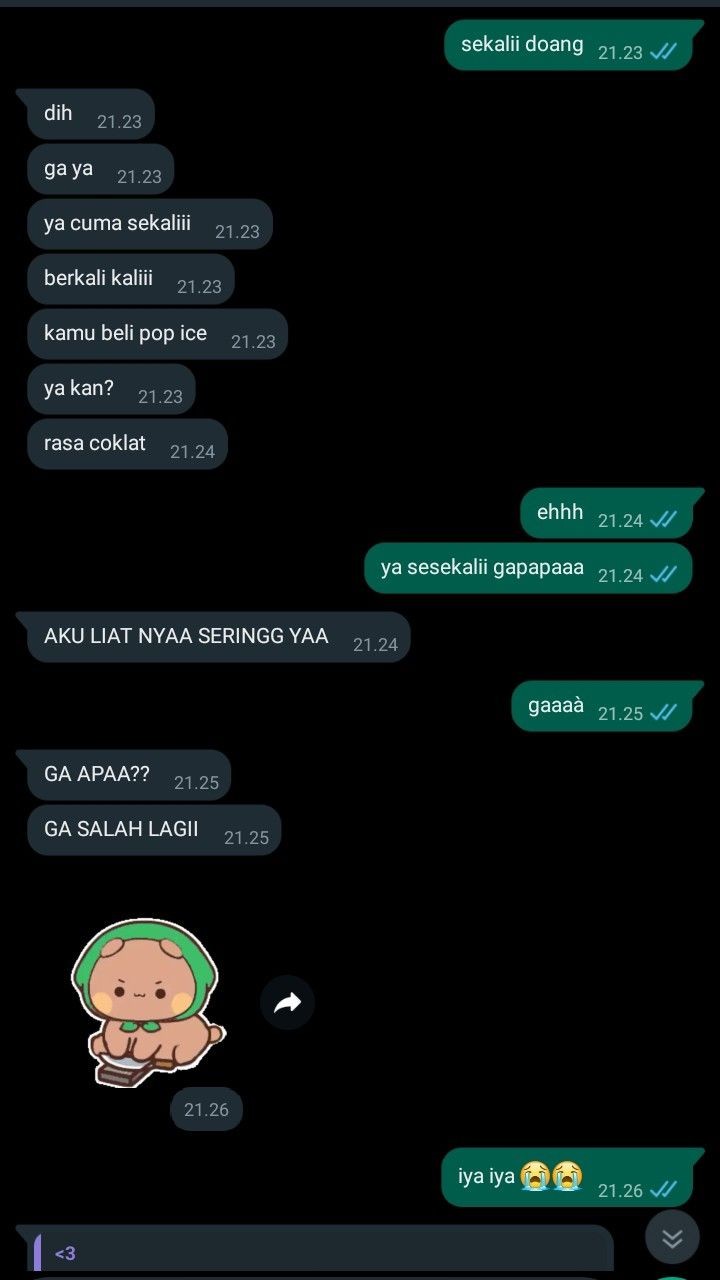 sekalii doang 21.23
dih 21.23
ga ya 21.23
ya cuma sekaliii 21.23
berkali kaliii 21.23
kamu beli pop ice 21.23
ya kan? 21.23
rasa coklat 21.24
ehhh 21.24
ya sesekalii gapapaaa 21.24
AKU LIAT NYAA SERINGG YAA 21.24
gaaaà 21.25
GA APAA?? 21.25
GA SALAH LAGII 21.25
21.26
iya iya 😭😭 21.26
<3